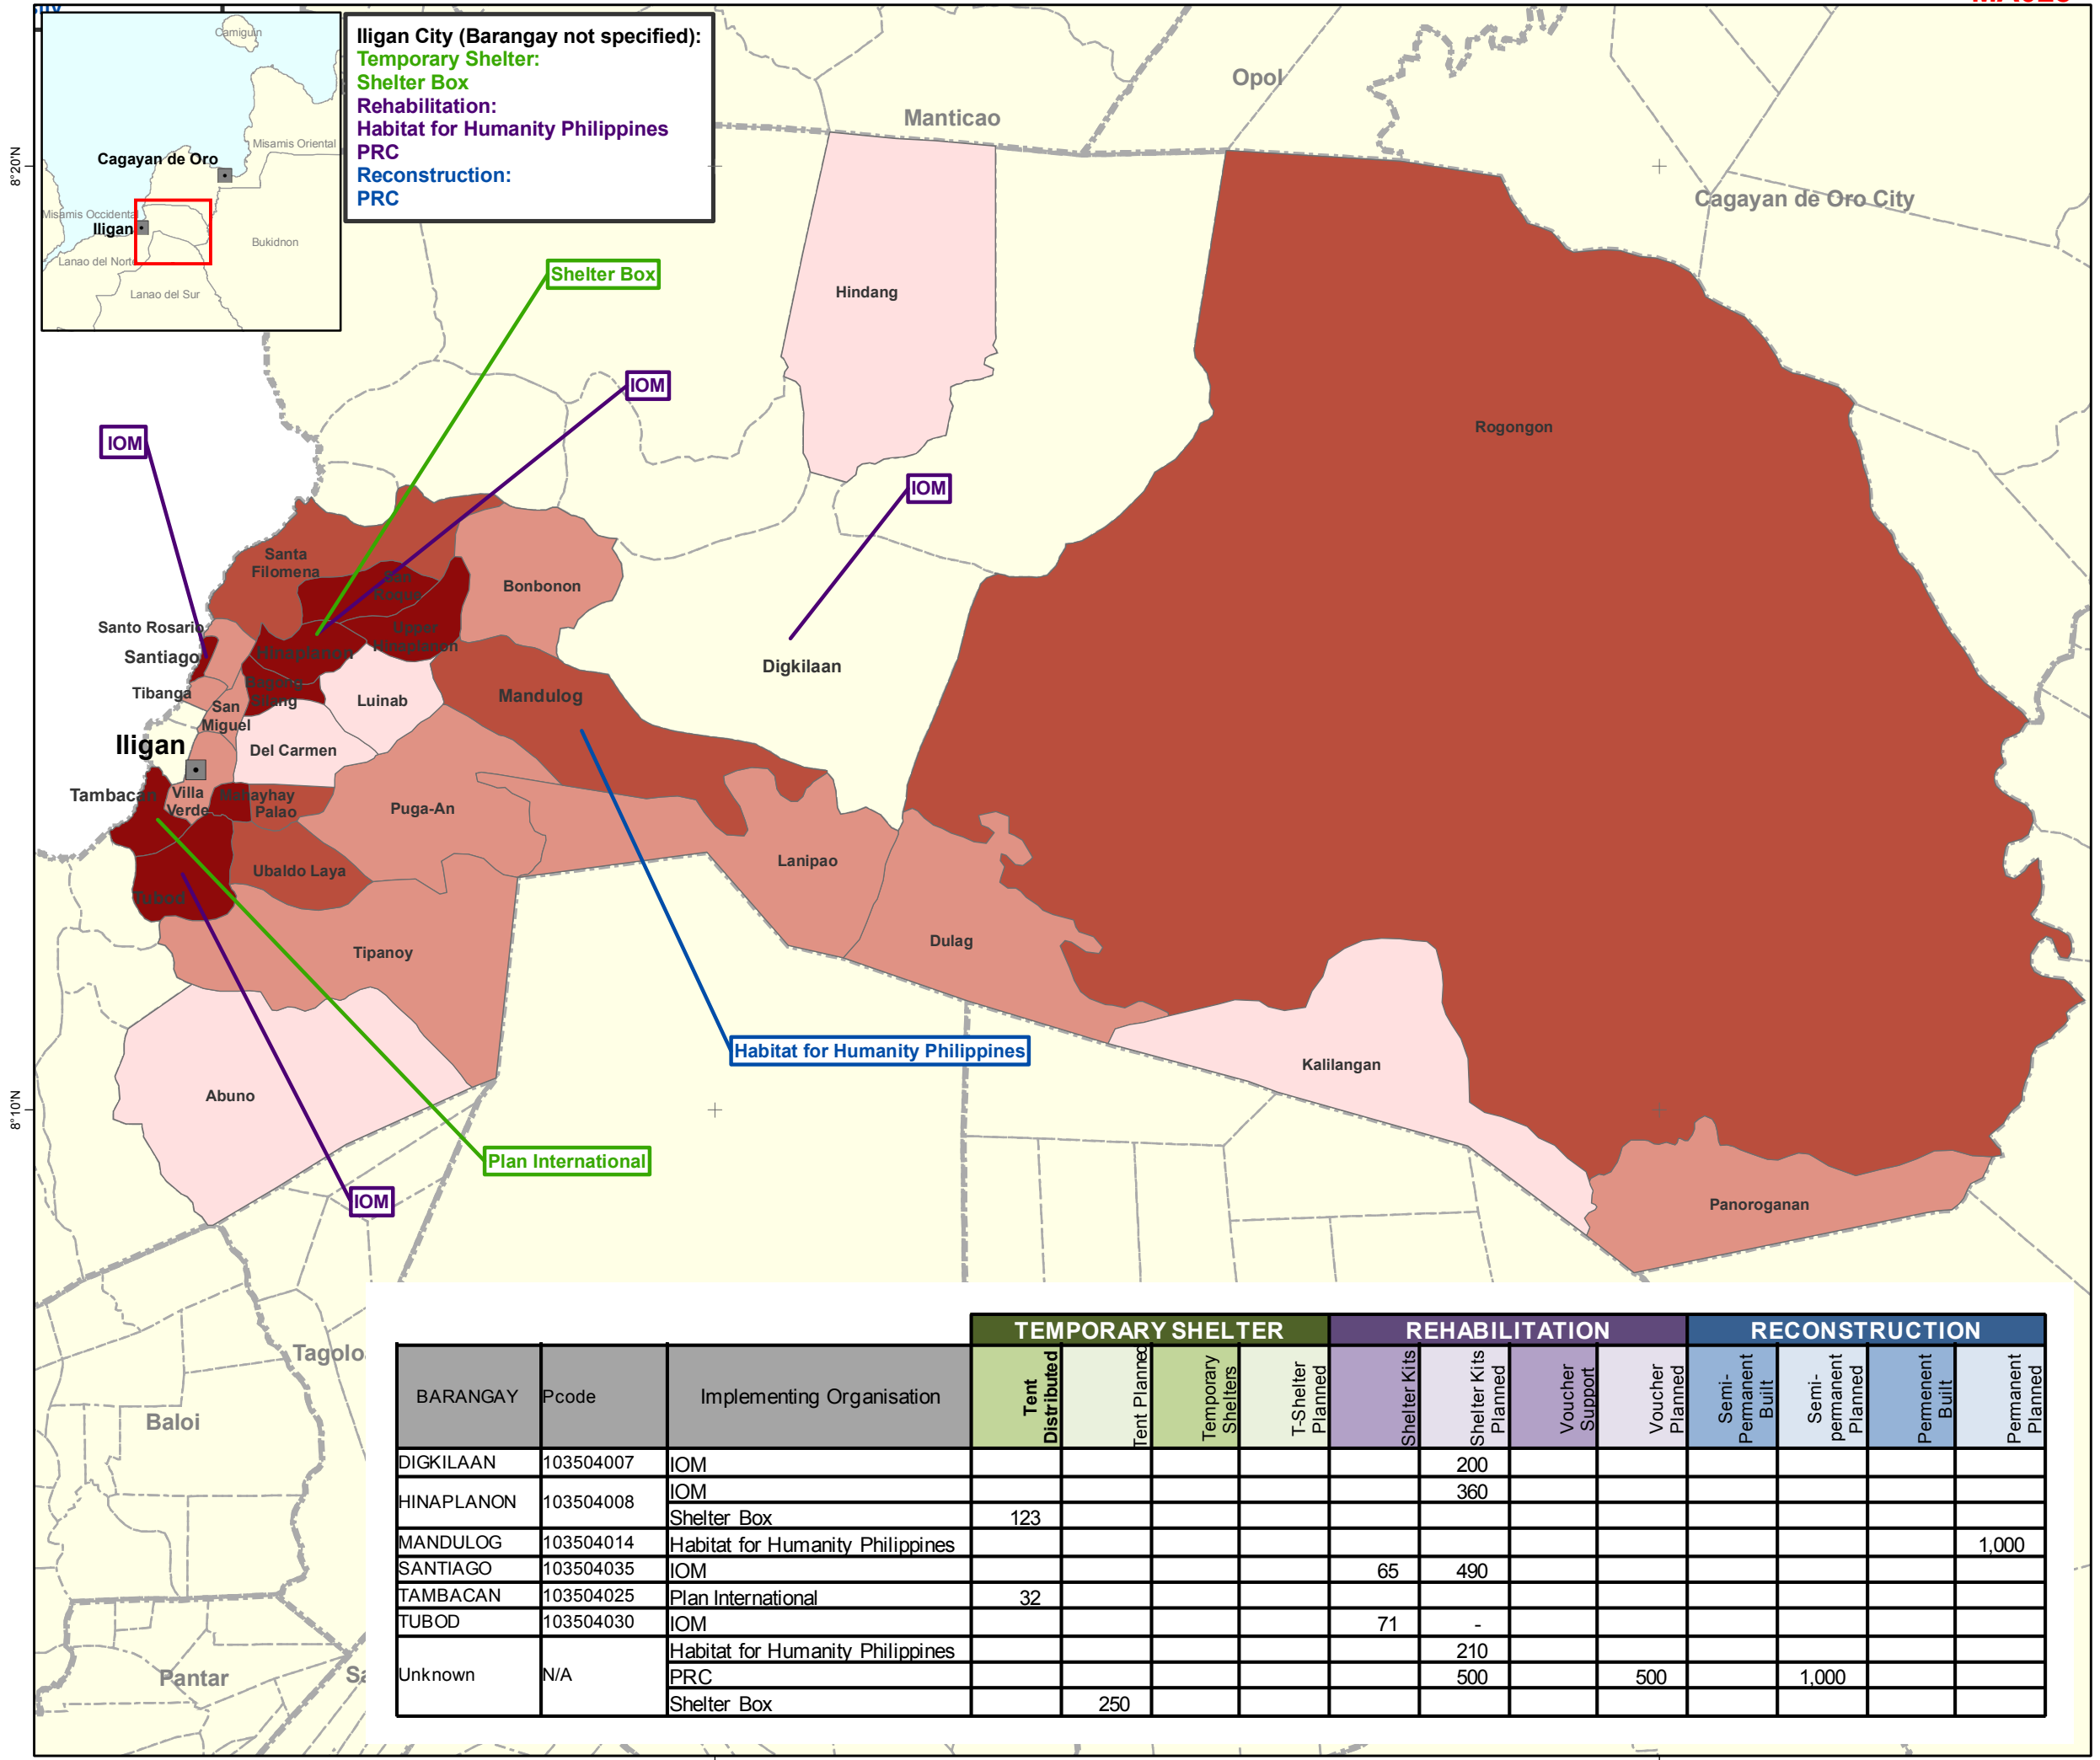 Iligan City (Barangay not specified):
Temporary Shelter:
Shelter Box
Rehabilitation:
Habitat for Humanity Philippines
PRC
Reconstruction:
PRC
Camiguin
Misamis Oriental
Cagayan de Oro
Misamis Occidental
Iligan
Bukidnon
Lanao del Norte
Lanao del Sur
8°20'N
8°10'N
Opol
Manticao
Cagayan de Oro City
Shelter Box
Hindang
IOM
Rogongon
IOM
IOM
Santa
Filomena
San
Roque
Bonbonon
Santo Rosario
Upper
Hinaplanon
Santiago
Hinaplanon
Digkilaan
Tibanga
Bagong
Silang
Luinab
Mandulog
San
Miguel
Iligan
Del Carmen
Tambacan
Villa
Verde
Mahayhay
Palao
Puga-An
Lanipao
Ubaldo Laya
Tubod
Dulag
Tipanoy
Habitat for Humanity Philippines
Kalilangan
Abuno
Plan International
IOM
Panoroganan
Tagolo
Baloi
Pantar
Sa
TEMPORARY SHELTER REHABILITATION RECONSTRUCTION
BARANGAY Pcode Implementing Organisation
Tent
Distributed
Tent Planned
Temporary
Shelters
T-Shelter
Planned
Shelter Kits
Shelter Kits
Planned
Voucher
Support
Voucher
Planned
Semi-
Permanent
Built
Semi-
permanent
Planned
Pemanent
Built
Permanent
Planned
DIGKILAAN 103504007 IOM 200
HINAPLANON 103504008 IOM 360
Shelter Box 123
MANDULOG 103504014 Habitat for Humanity Philippines 1,000
SANTIAGO 103504035 IOM 65 490
TAMBACAN 103504025 Plan International 32
TUBOD 103504030 IOM 71 -
Unknown N/A Habitat for Humanity Philippines 210
PRC 500 500 1,000
Shelter Box 250